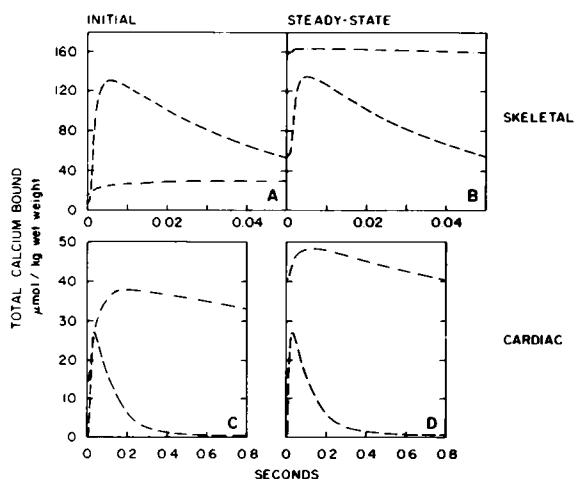 INITIAL
STEADY-STATE
160
120
80
40
0
0 0.02 0.04
A
0 0.02 0.04
B
SKELETAL
TOTAL CALCIUM BOUND
μmol / kg wet weight
50
40
30
20
10
0
0 0 2 0 4 0 6 0 8
C
0 0 2 0 4 0 6 0 8
D
CARDIAC
SECONDS